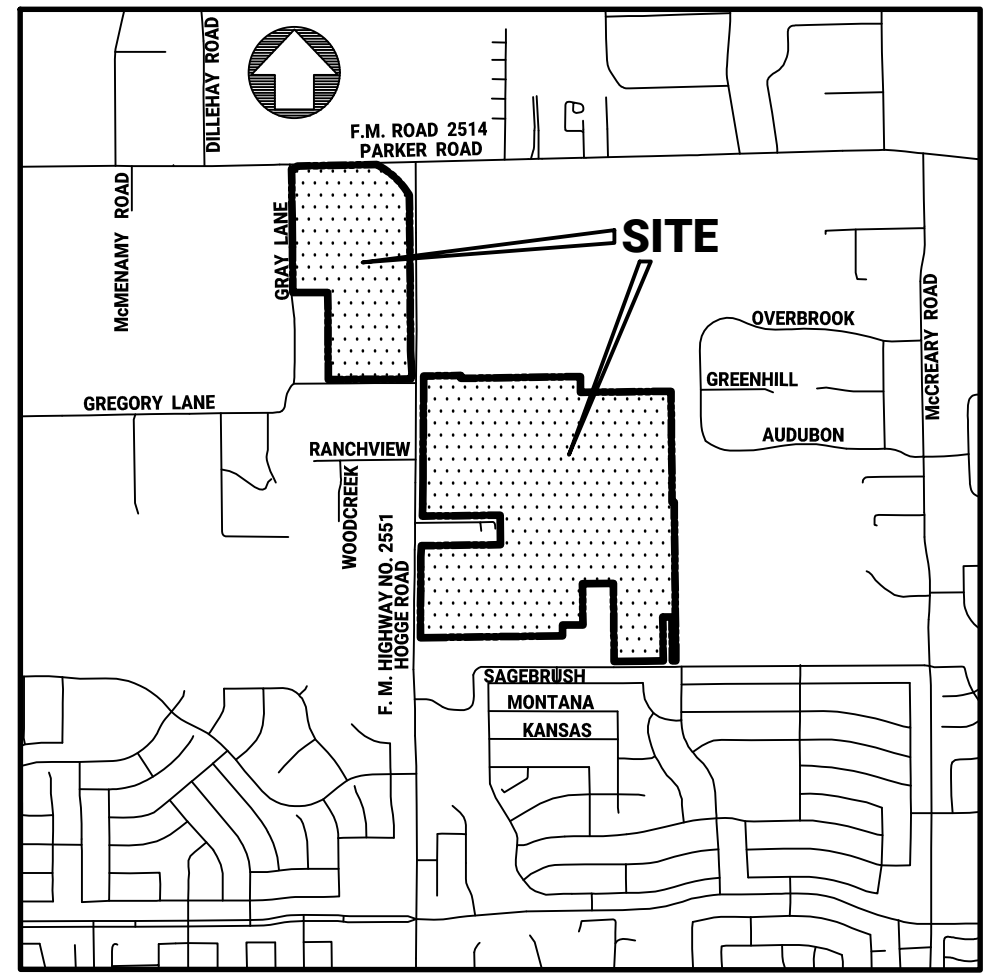 DILLEHAY ROAD
F.M. ROAD 2514
PARKER ROAD
McMENAMY ROAD
GRAY LANE
SITE
OVERBROOK
McCREARY ROAD
GREENHILL
GREGORY LANE
AUDUBON
RANCHVIEW
WOODCREEK
F. M. HIGHWAY NO. 2551
HOGGE ROAD
SAGEBRUSH
MONTANA
KANSAS